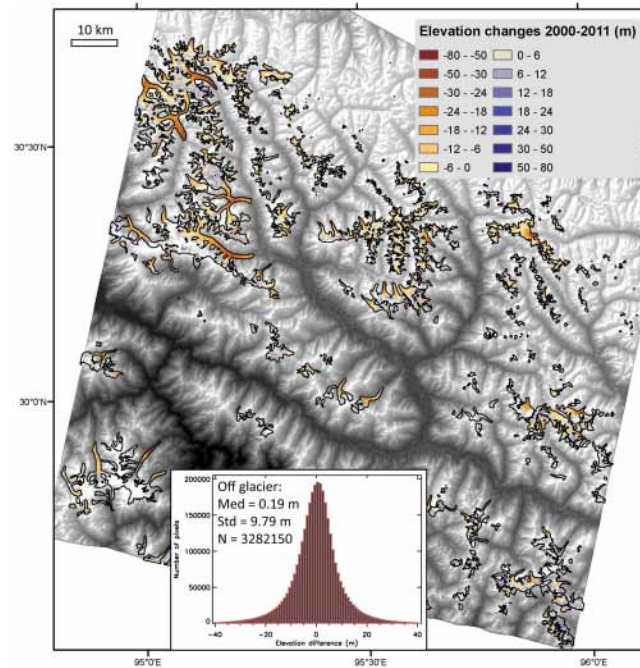 10 km
Elevation changes 2000-2011 (m)
-80 - -50
-50 - -30
-30 - -24
-24 - -18
-18 - -12
-12 - -6
-6 - 0
0 - 6
6 - 12
12 - 18
18 - 24
24 - 30
30 - 50
50 - 80
30°30'N
30°0'N
Off glacier:
Med = 0.19 m
Std = 9.79 m
N = 3282150
Number of pixels
200000
150000
100000
50000
0
-40
-20
0
20
40
Elevation difference (m)
95°0'E
95°30'E
96°0'E